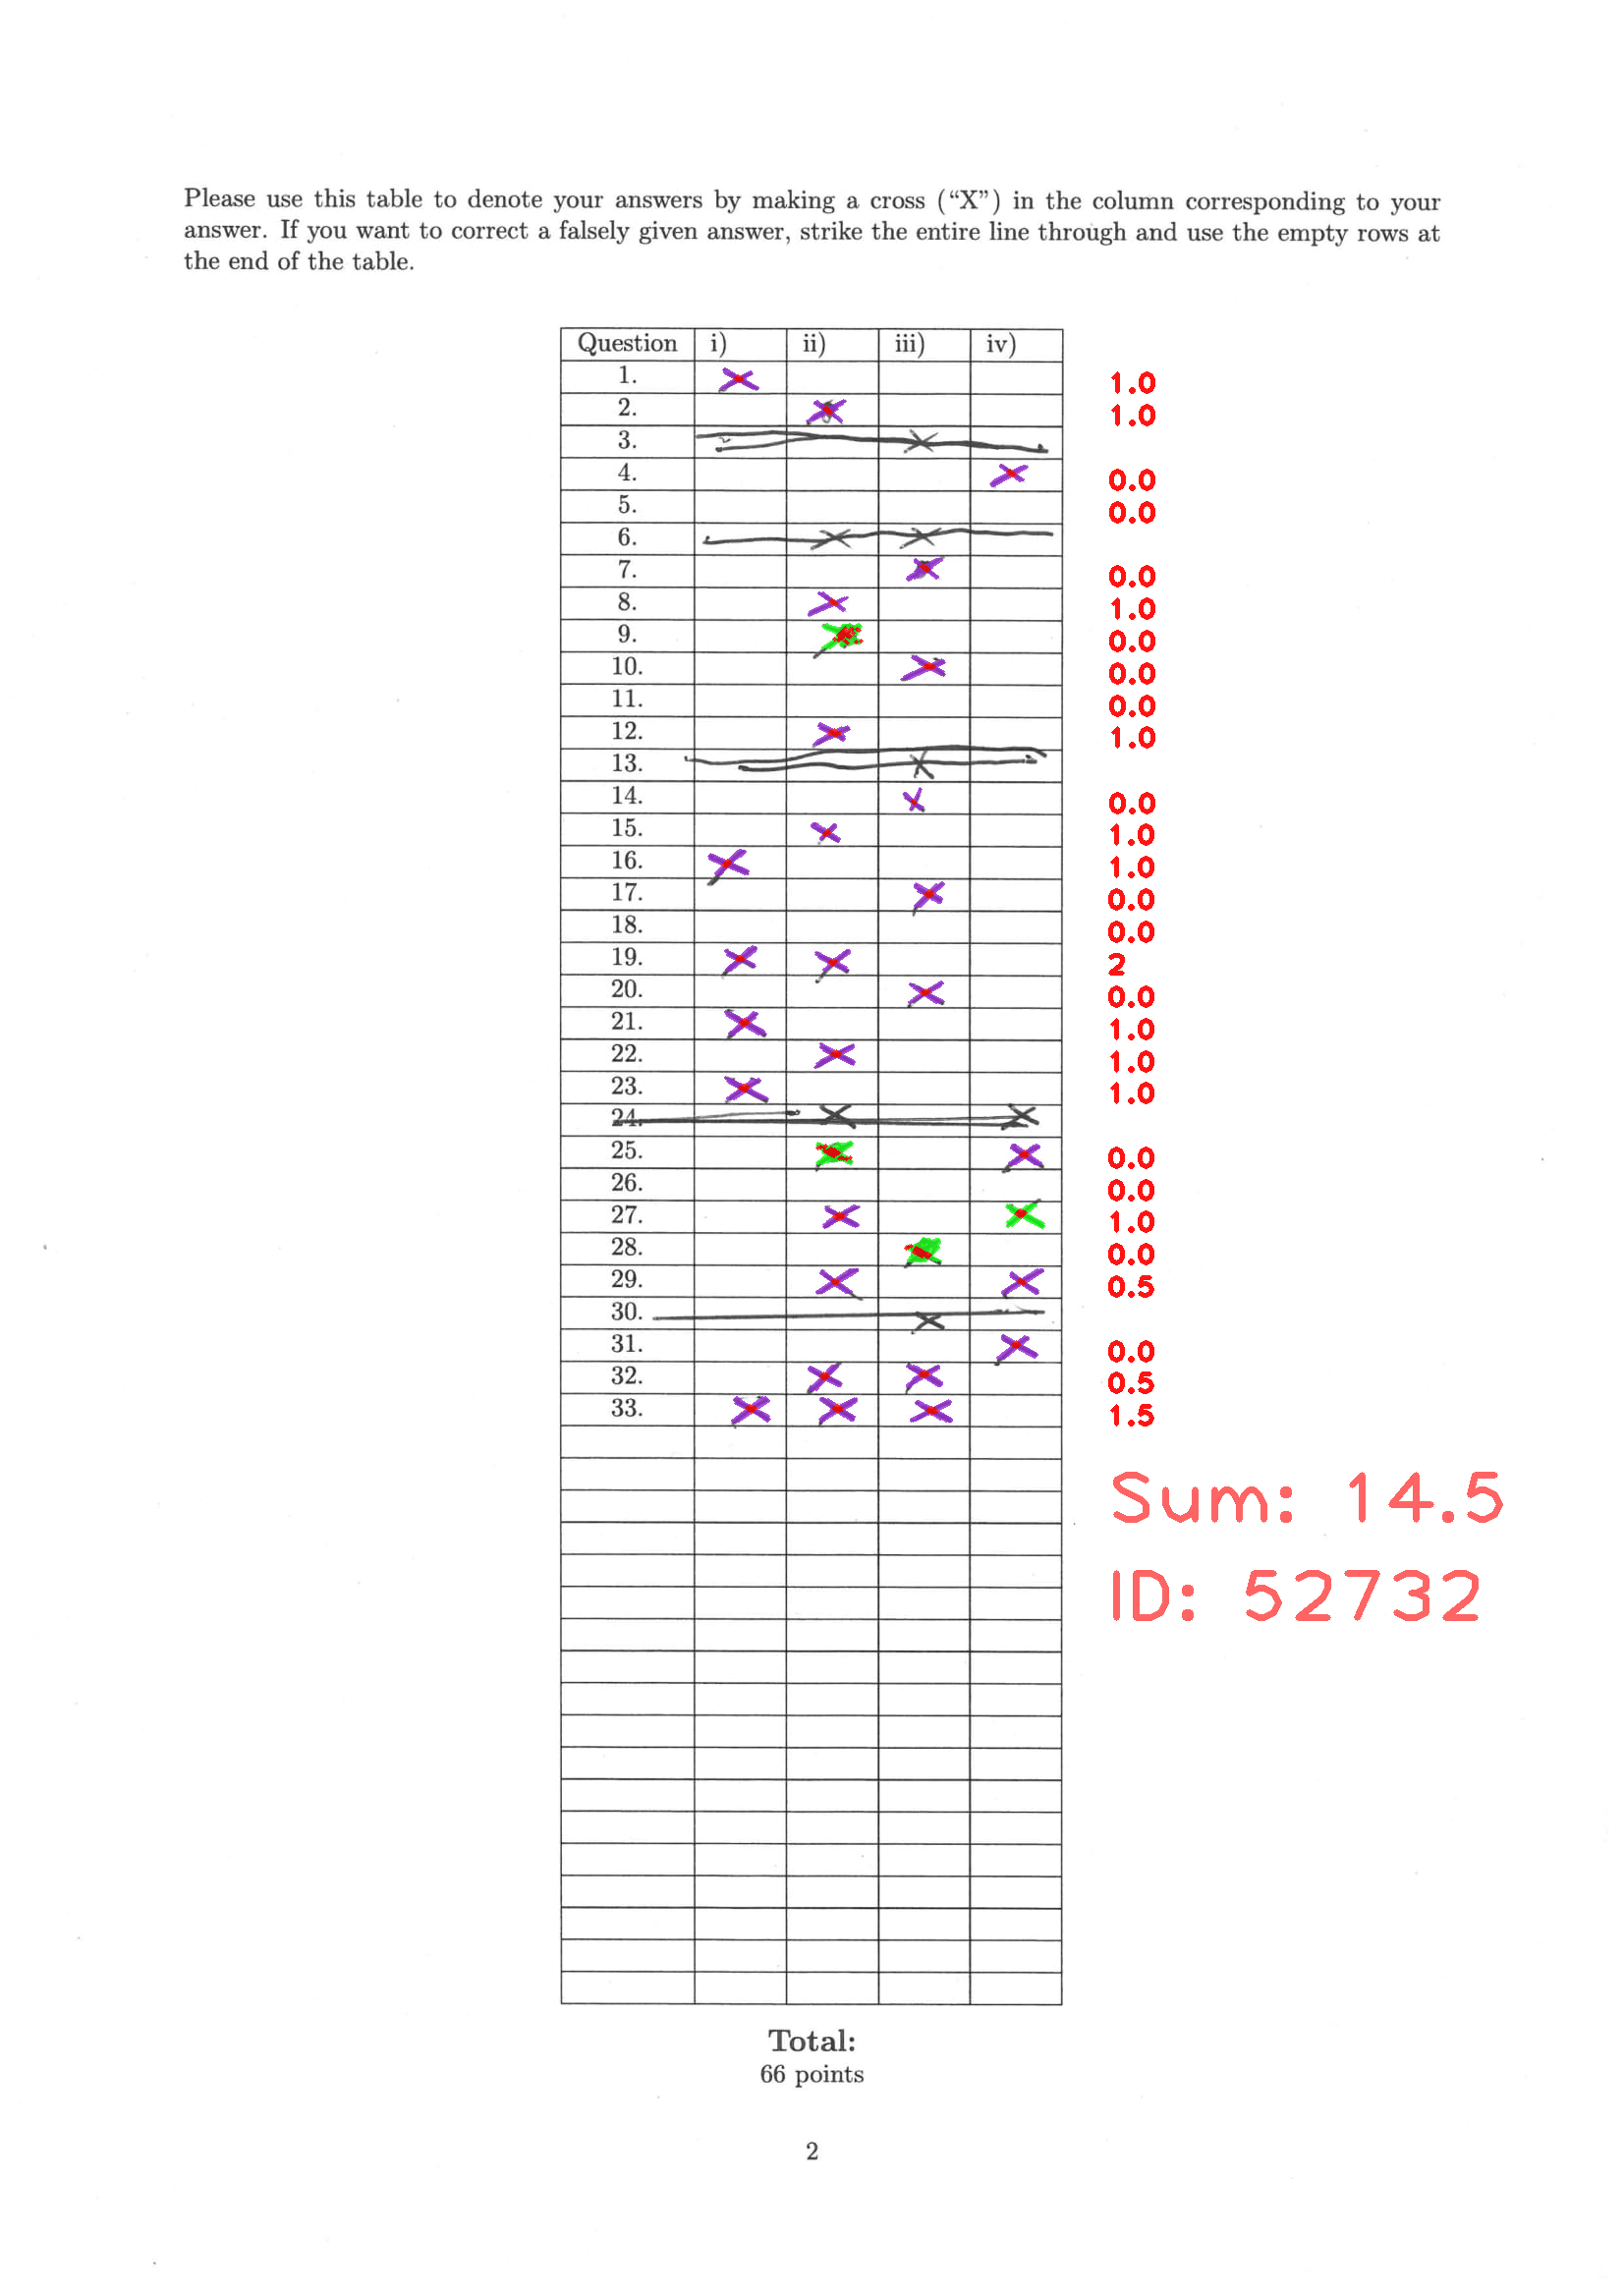 Please use this table to denote your answers by making a cross (“X”) in the column corresponding to your
answer. If you want to correct a falsely given answer, strike the entire line through and use the empty rows at
the end of the table.
Question i) ii) iii) iv)
1. X 1.0
2. X 1.0
3. X
4. X 0.0
5. 0.0
6. X X
7. X 0.0
8. X 1.0
9. X 0.0
10. X 0.0
11. 0.0
12. X 1.0
13. X
14. X 0.0
15. X 1.0
16. X 1.0
17. X 0.0
18. 0.0
19. X X 2
20. X 0.0
21. X 1.0
22. X 1.0
23. X 1.0
24. X X
25. X X 0.0
26. 0.0
27. X X 1.0
28. X 0.0
29. X X 0.5
30. X
31. X 0.0
32. X X 0.5
33. X X X 1.5
Sum: 14.5
ID: 52732
Total:
66 points
2